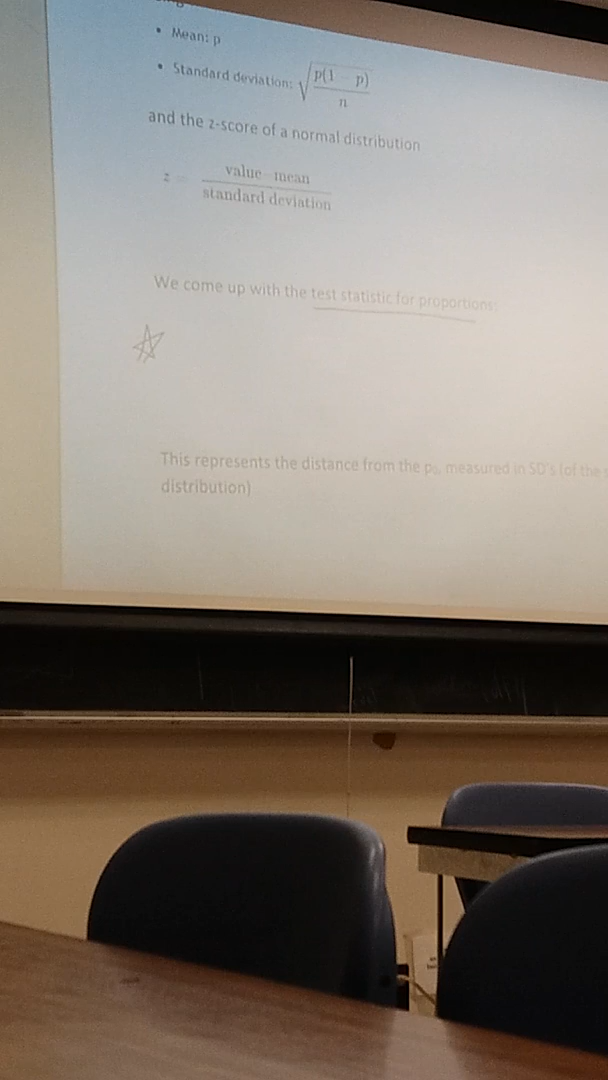 • Mean: p
• Standard deviation: √(p(1 − p)/n)
and the z-score of a normal distribution
z = (value − mean)/(standard deviation)
We come up with the test statistic for proportions:
This represents the distance from the p₀, measured in SD's (of the
distribution)